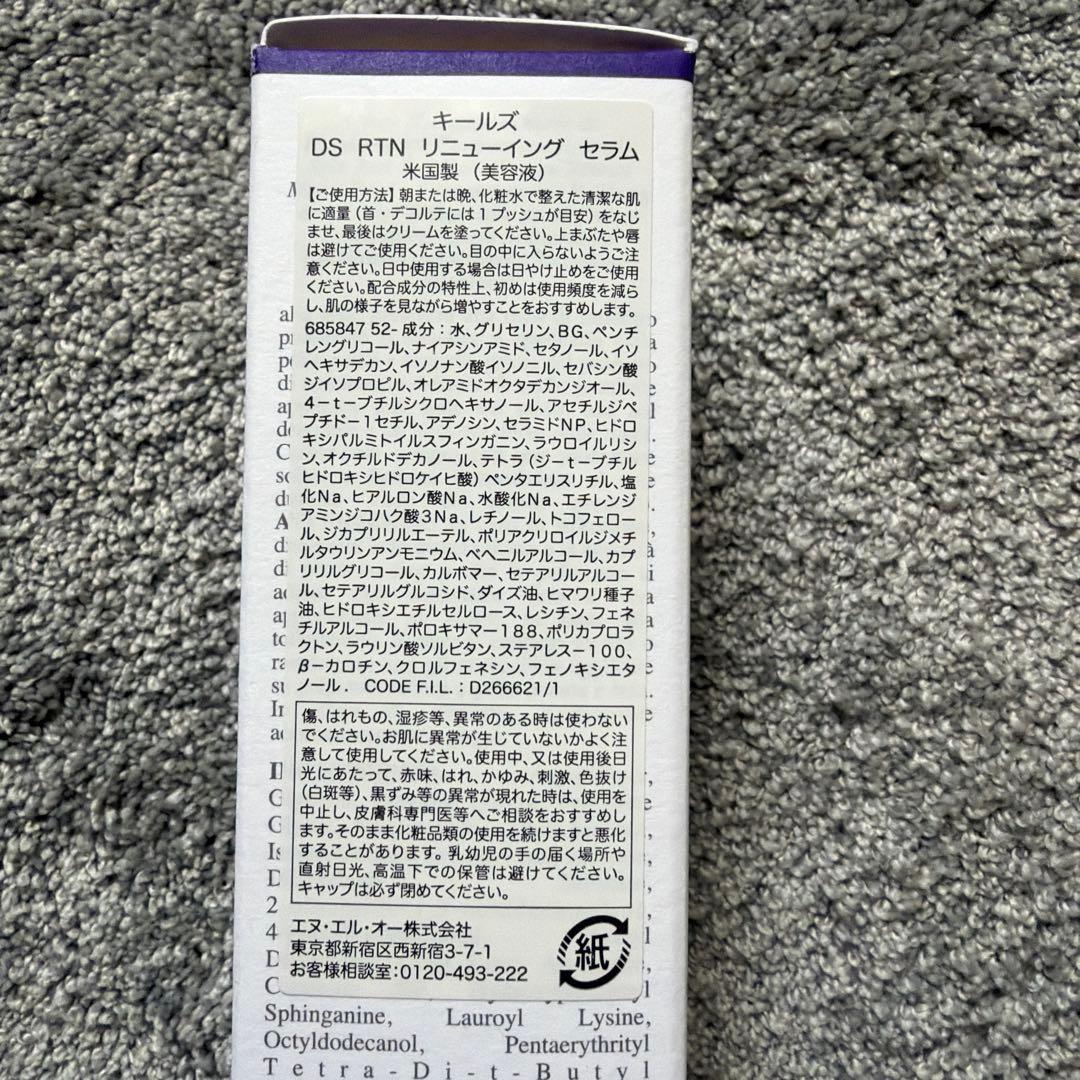 キールズ
DS RTN リニューイング セラム
米国製（美容液）
【ご使用方法】朝または晩、化粧水で整えた清潔な肌
に適量（首・デコルテには１プッシュが目安）をなじ
ませ、最後はクリームを塗ってください。上まぶたや唇
は避けてご使用ください。目の中に入らないようご注
意ください。日中使用する場合は日やけ止めをご使用
ください。配合成分の特性上、初めは使用頻度を減ら
し、肌の様子を見ながら増やすことをおすすめします。
685847 52- 成分：水、グリセリン、BG、ペンチ
レングリコール、ナイアシンアミド、セタノール、イソ
ヘキサデカン、イソノナン酸イソノニル、セバシン酸
ジイソプロピル、オレアミドオクタデカンジオール、
4－t－ブチルシクロヘキサノール、アセチルジペ
プチド－１セチル、アデノシン、セラミドNP、ヒドロ
キシパルミトイルスフィンガニン、ラウロイルリシ
ン、オクチルドデカノール、テトラ（ジ－t－ブチル
ヒドロキシヒドロケイヒ酸）ペンタエリスリチル、塩
化Na、ヒアルロン酸Na、水酸化Na、エチレンジ
アミンジコハク酸３Na、レチノール、トコフェロー
ル、ジカプリリルエーテル、ポリアクリロイルジメチ
ルタウリンアンモニウム、ベヘニルアルコール、カプ
リリルグリコール、カルボマー、セテアリルアルコー
ル、セテアリルグルコシド、ダイズ油、ヒマワリ種子
油、ヒドロキシエチルセルロース、レシチン、フェネ
チルアルコール、ポロキサマー１８８、ポリカプロラ
クトン、ラウリン酸ソルビタン、ステアレス－１００、
β－カロチン、クロルフェネシン、フェノキシエタ
ノール． CODE F.I.L. : D266621/1
傷、はれもの、湿疹等、異常のある時は使わない
でください。お肌に異常が生じていないかよく注
意して使用してください。使用中、又は使用後日
光にあたって、赤味、はれ、かゆみ、刺激、色抜け
（白斑等）、黒ずみ等の異常が現れた時は、使用を
中止し、皮膚科専門医等へご相談をおすすめし
ます。そのまま化粧品類の使用を続けますと悪化
することがあります。乳幼児の手の届く場所や
直射日光、高温下での保管は避けてください。
キャップは必ず閉めてください。
エヌ・エル・オー株式会社
東京都新宿区西新宿3-7-1
お客様相談室:0120-493-222
紙
Sphinganine, Lauroyl Lysine,
Octyldodecanol, Pentaerythrityl
Tetra-Di-t-Butyl